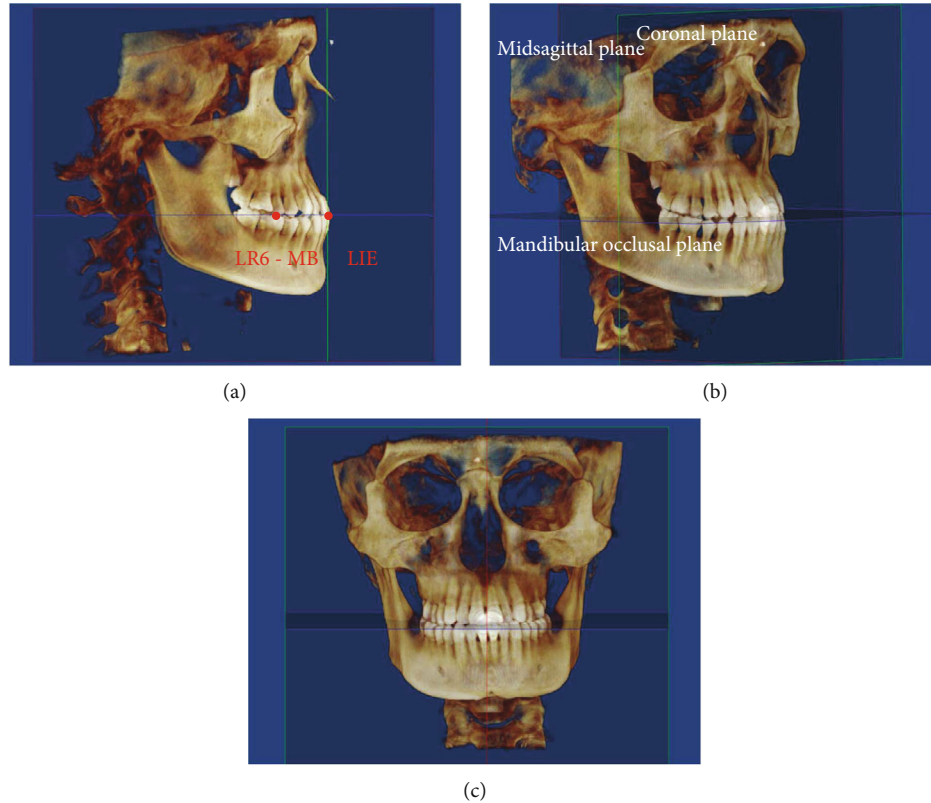 LR6 - MB LIE
(a)
Coronal plane
Midsagittal plane
Mandibular occlusal plane
(b)
(c)